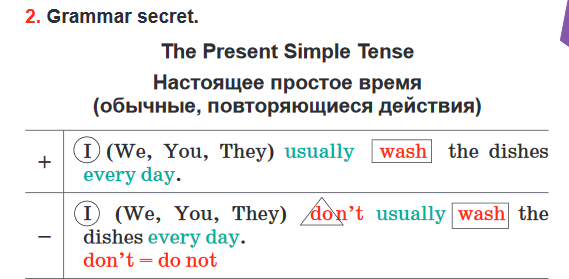 2. Grammar secret.
The Present Simple Tense
Настоящее простое время
(обычные, повторяющиеся действия)
+ I (We, You, They) usually wash the dishes
every day.
– I (We, You, They) don't usually wash the
dishes every day.
don't = do not